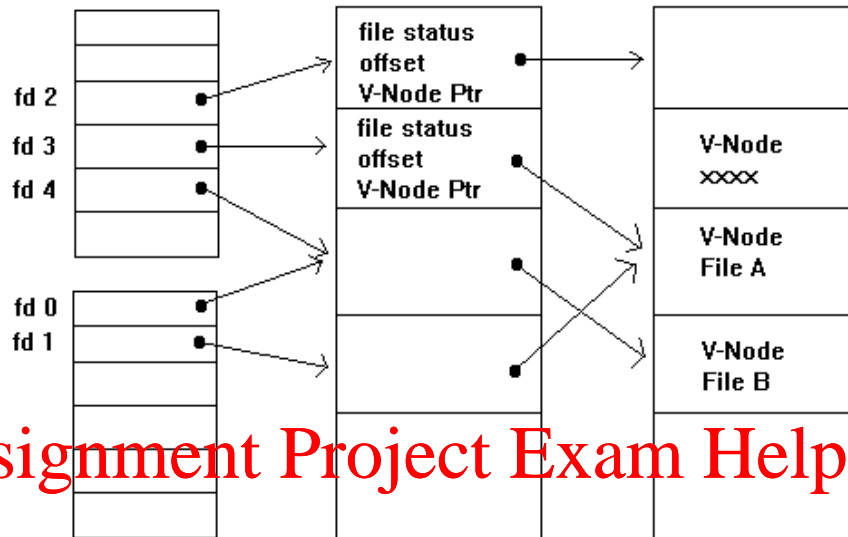 fd 2
fd 3
fd 4
fd 0
fd 1
file status
offset
V-Node Ptr
file status
offset
V-Node Ptr
V-Node
xxxx
V-Node
File A
V-Node
File B
signment Project Exam Help